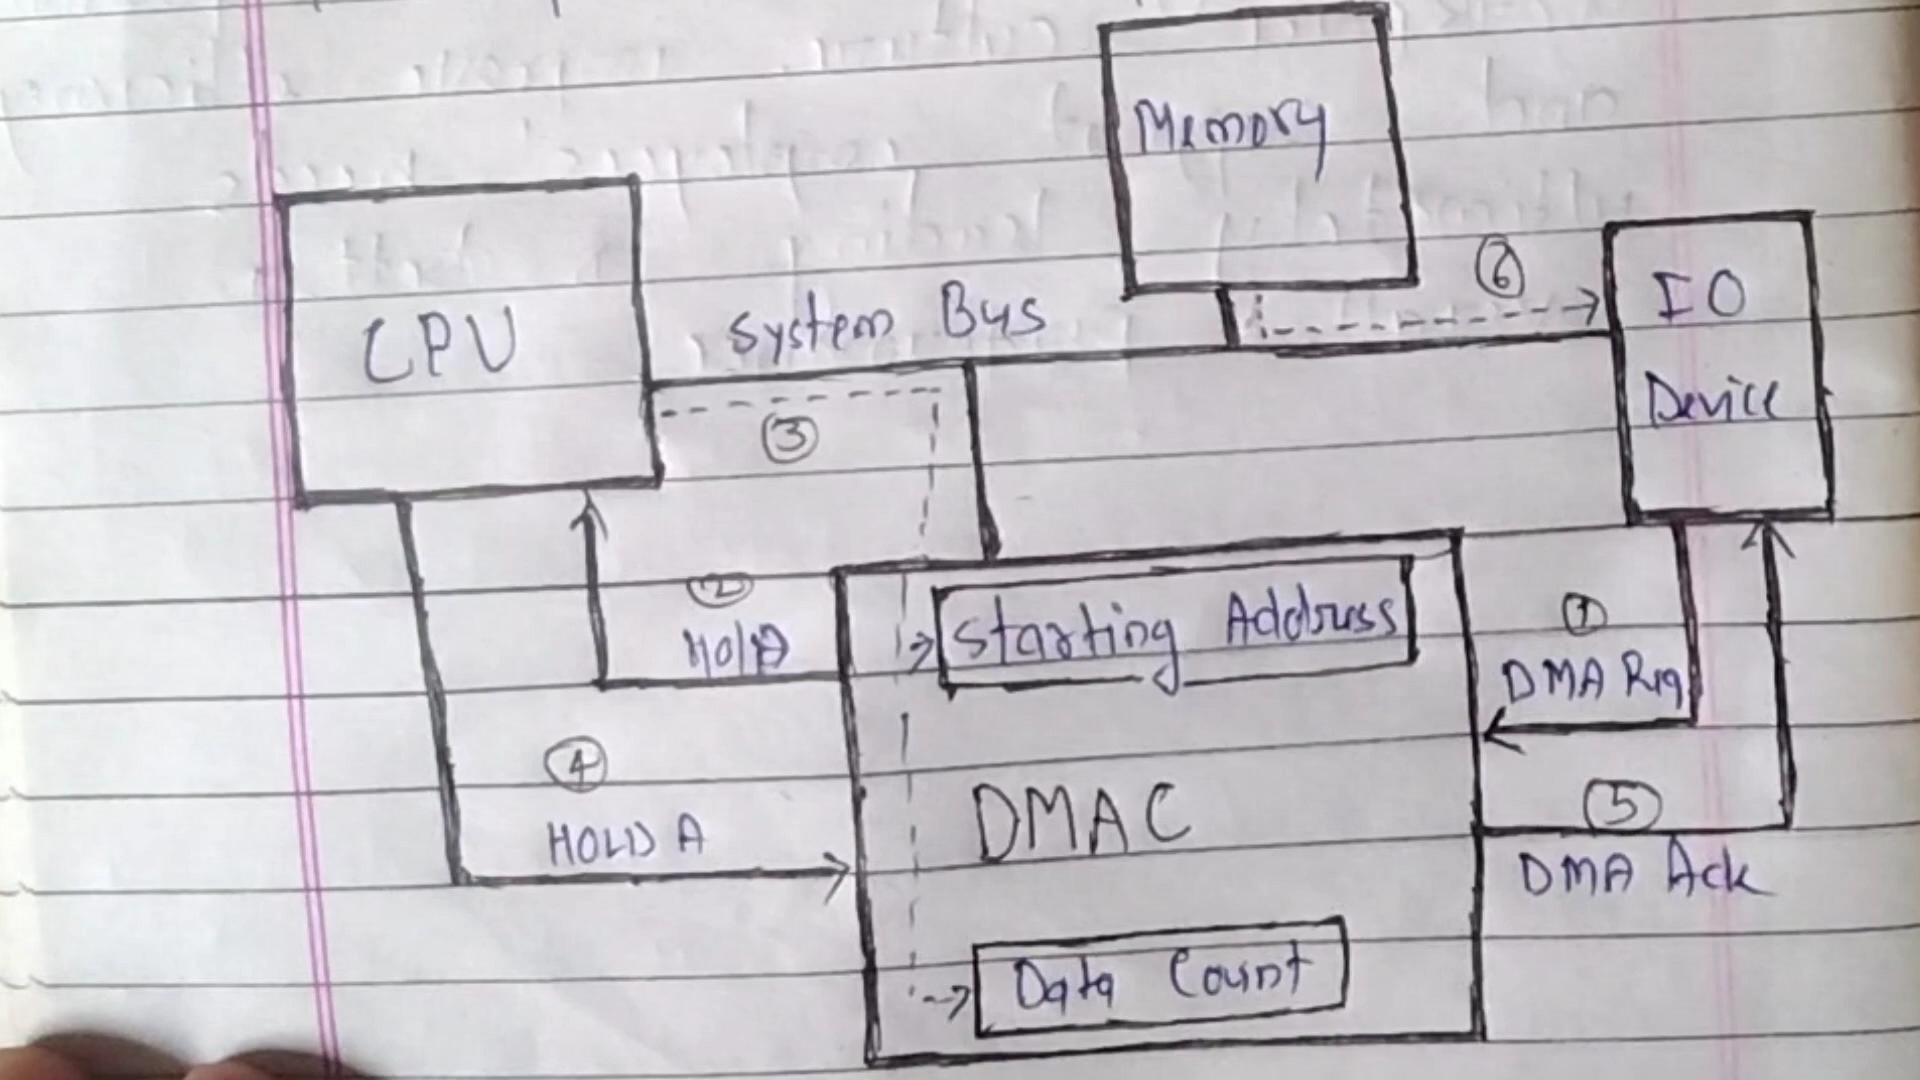 Memory
⑥
IO
Device
CPU
System Bus
③
②
HOLD
Starting Address
①
DMA Req
④
HOLD A
DMAC
⑤
DMA Ack
Data Count